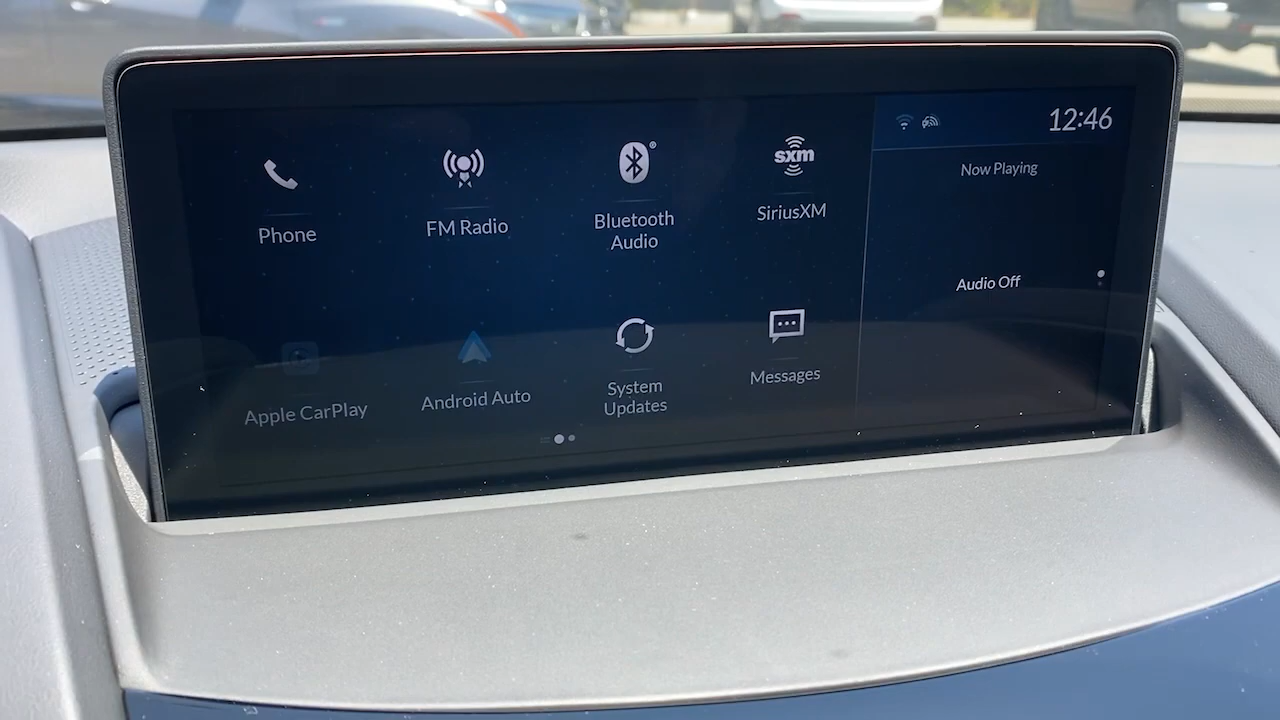 12:46
Phone
FM Radio
Bluetooth
Audio
sxm
SiriusXM
Now Playing
Audio Off
Apple CarPlay
Android Auto
System
Updates
Messages